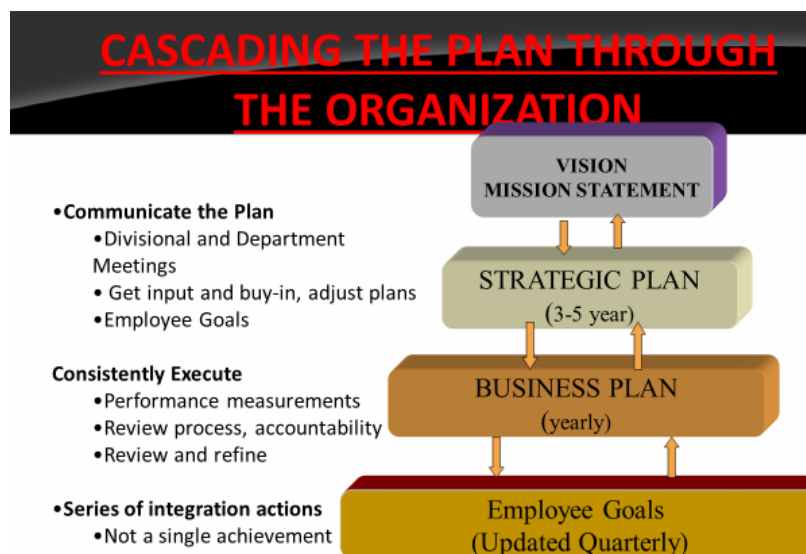 CASCADING THE PLAN THROUGH
THE ORGANIZATION
•Communicate the Plan
•Divisional and Department
Meetings
• Get input and buy-in, adjust plans
•Employee Goals
Consistently Execute
•Performance measurements
•Review process, accountability
•Review and refine
•Series of integration actions
•Not a single achievement
VISION
MISSION STATEMENT
STRATEGIC PLAN
(3-5 year)
BUSINESS PLAN
(yearly)
Employee Goals
(Updated Quarterly)